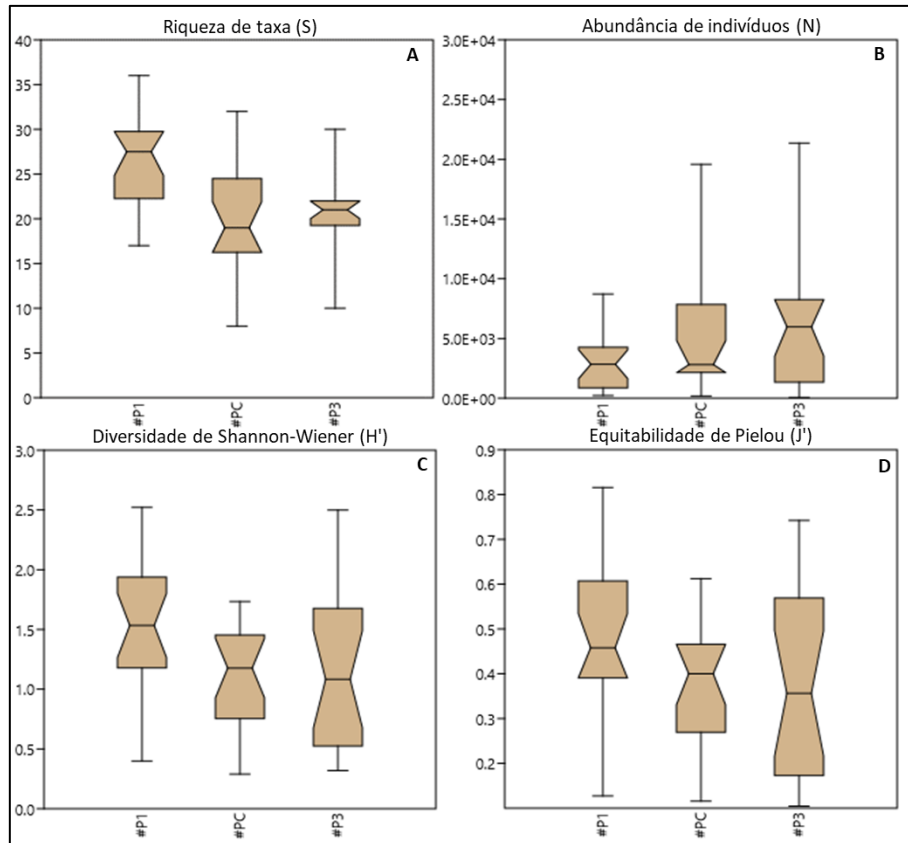 Riqueza de taxa (S)
A
40
35
30
25
20
15
10
5
0
#P1
#PC
#P3
Abundância de indivíduos (N)
B
3.0E+04
2.5E+04
2.0E+04
1.5E+04
1.0E+04
5.0E+03
0.0E+00
#P1
#PC
#P3
Diversidade de Shannon-Wiener (H')
C
3.0
2.5
2.0
1.5
1.0
0.5
0.0
#P1
#PC
#P3
Equitabilidade de Pielou (J')
D
0.9
0.8
0.7
0.6
0.5
0.4
0.3
0.2
#P1
#PC
#P3